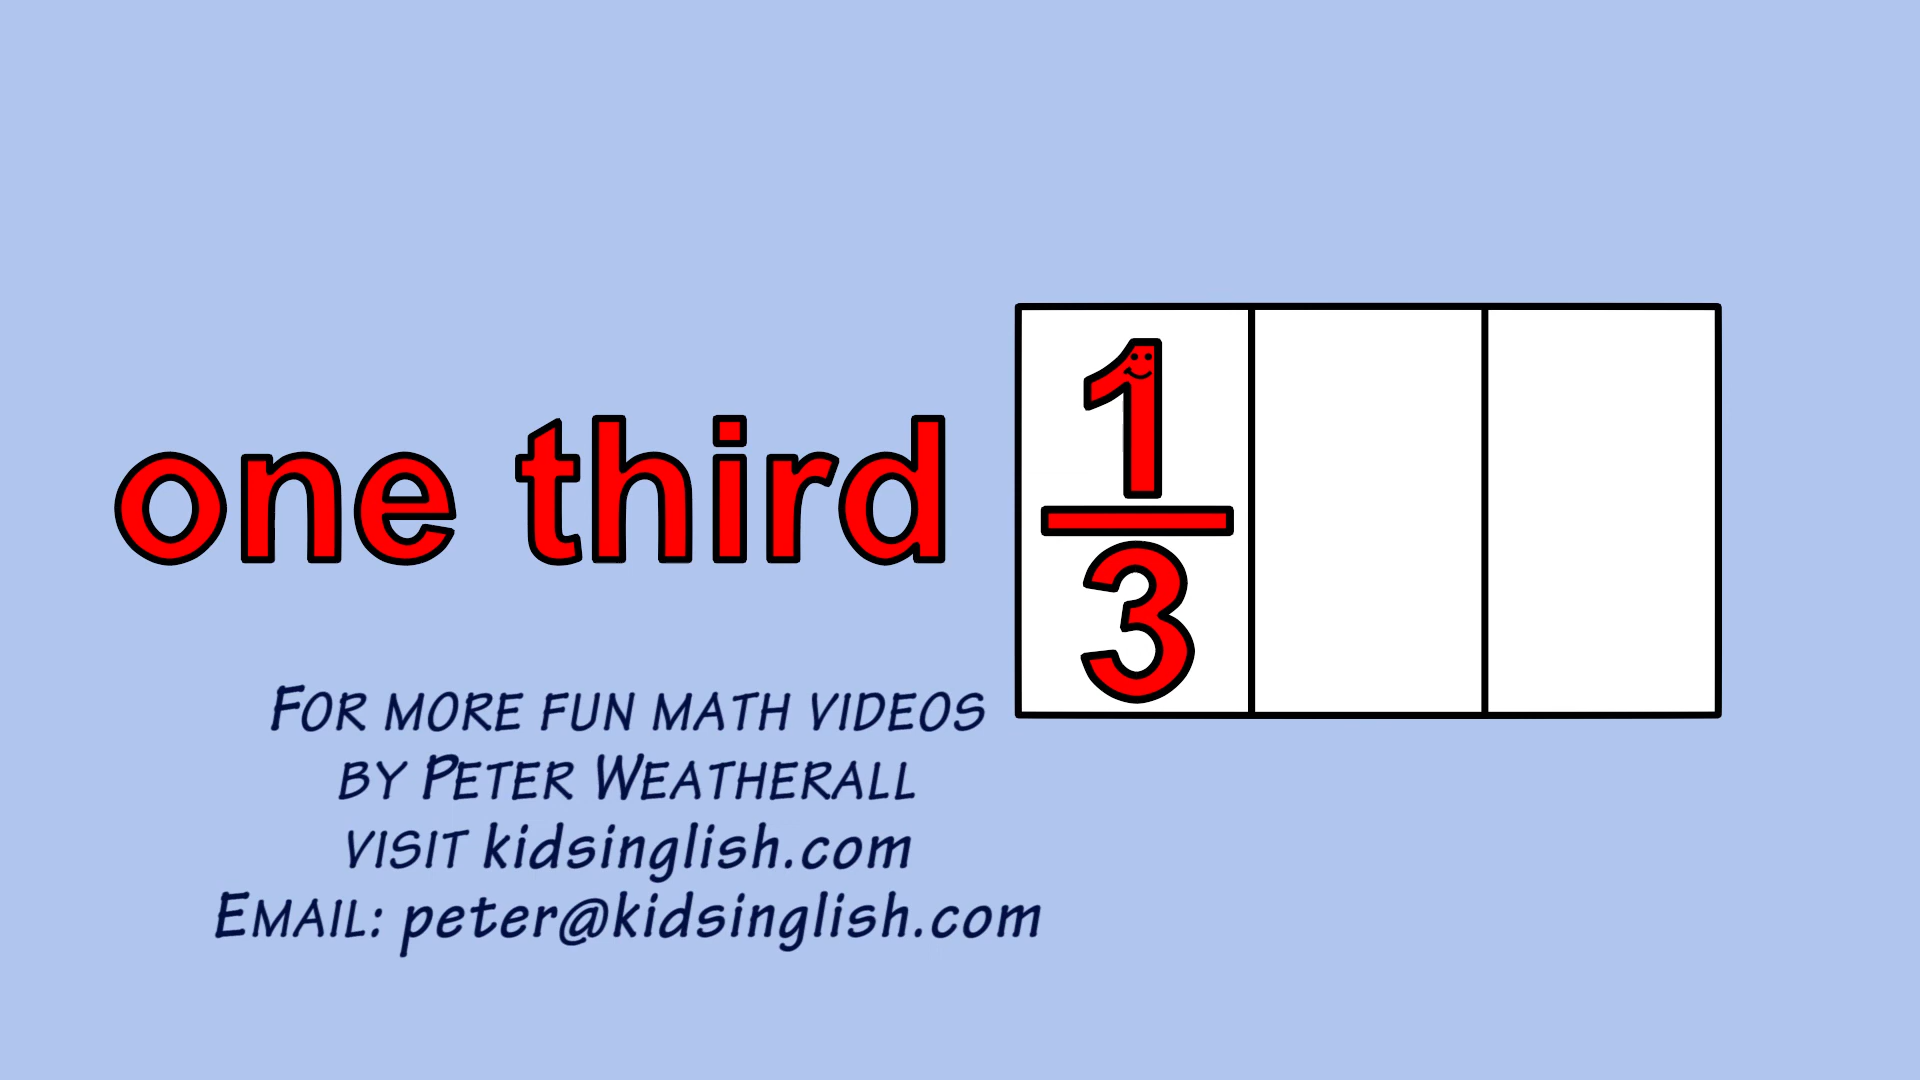 one third
1
3
FOR MORE FUN MATH VIDEOS
BY PETER WEATHERALL
VISIT kidsinglish.com
EMAIL: peter@kidsinglish.com